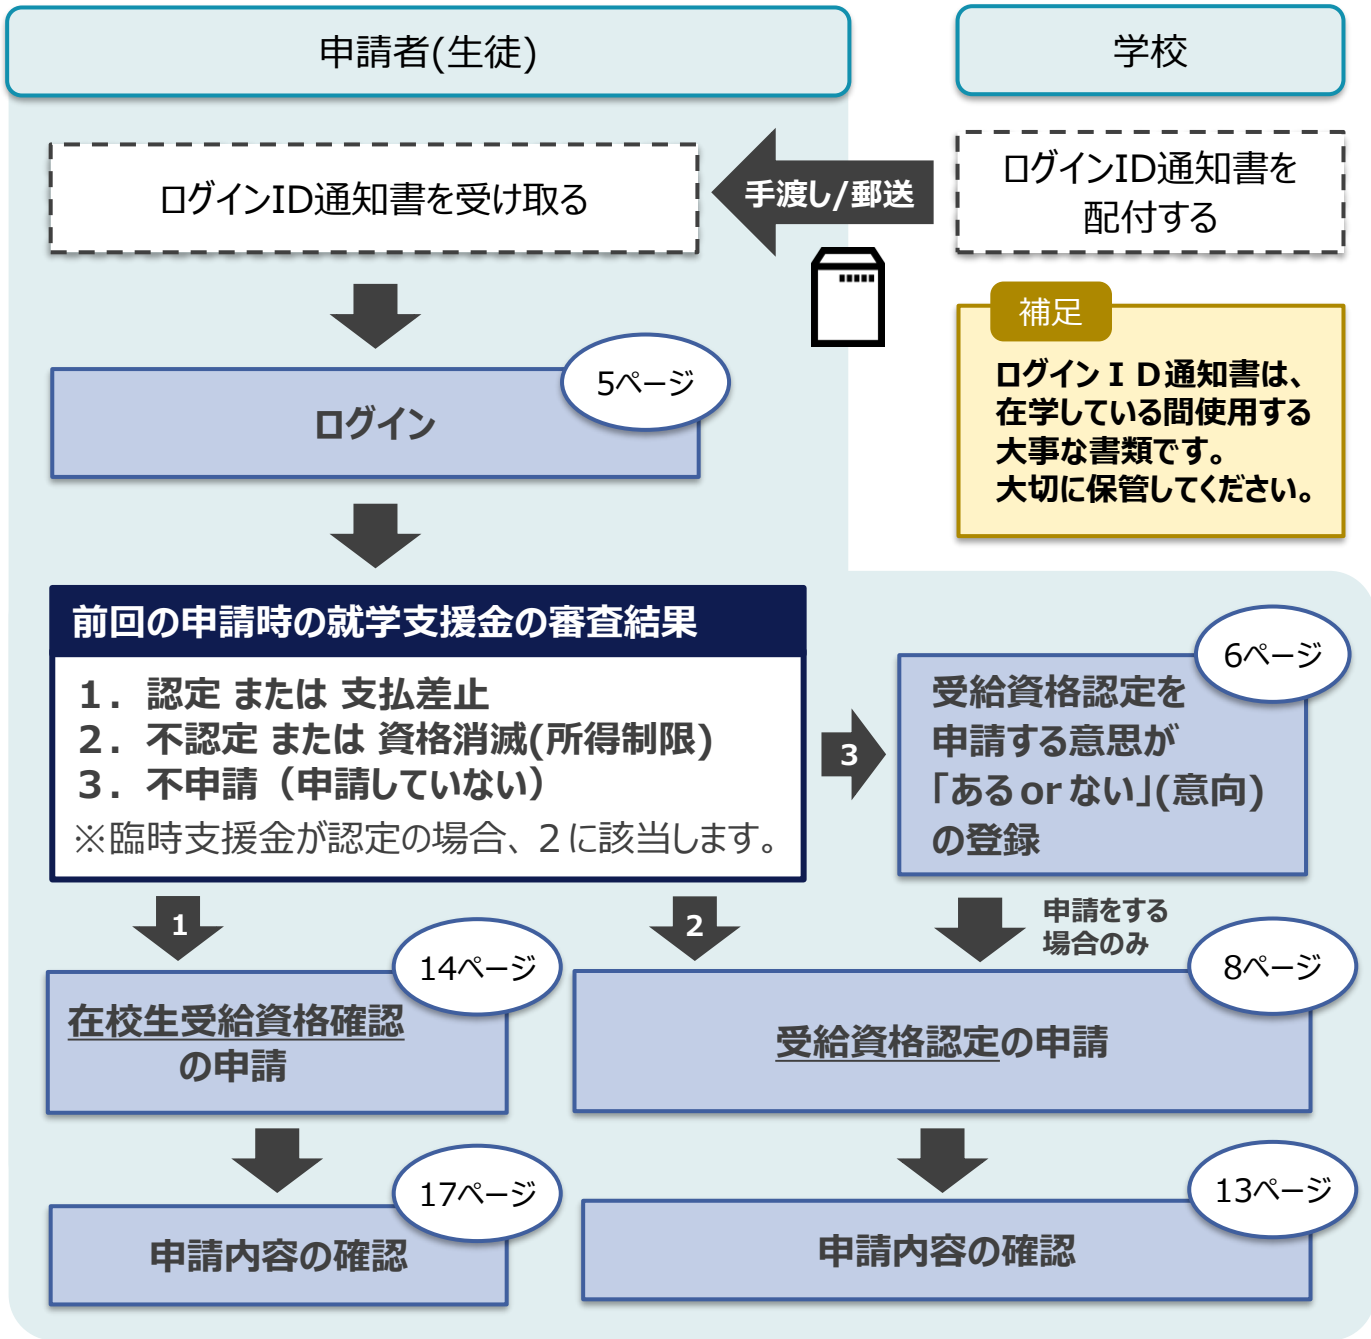 申請者(生徒)
学校
ログインID通知書を受け取る
手渡し/郵送
ログインID通知書を
配付する
補足
ログインＩＤ通知書は、
在学している間使用する
大事な書類です。
大切に保管してください。
5ページ
ログイン
前回の申請時の就学支援金の審査結果
１．認定 または 支払差止
２．不認定 または 資格消滅(所得制限)
３．不申請（申請していない）
※臨時支援金が認定の場合、２に該当します。
3
6ページ
受給資格認定を
申請する意思が
「あるorない」(意向)
の登録
1
2
申請をする
場合のみ
14ページ
在校生受給資格確認
の申請
8ページ
受給資格認定の申請
17ページ
申請内容の確認
13ページ
申請内容の確認